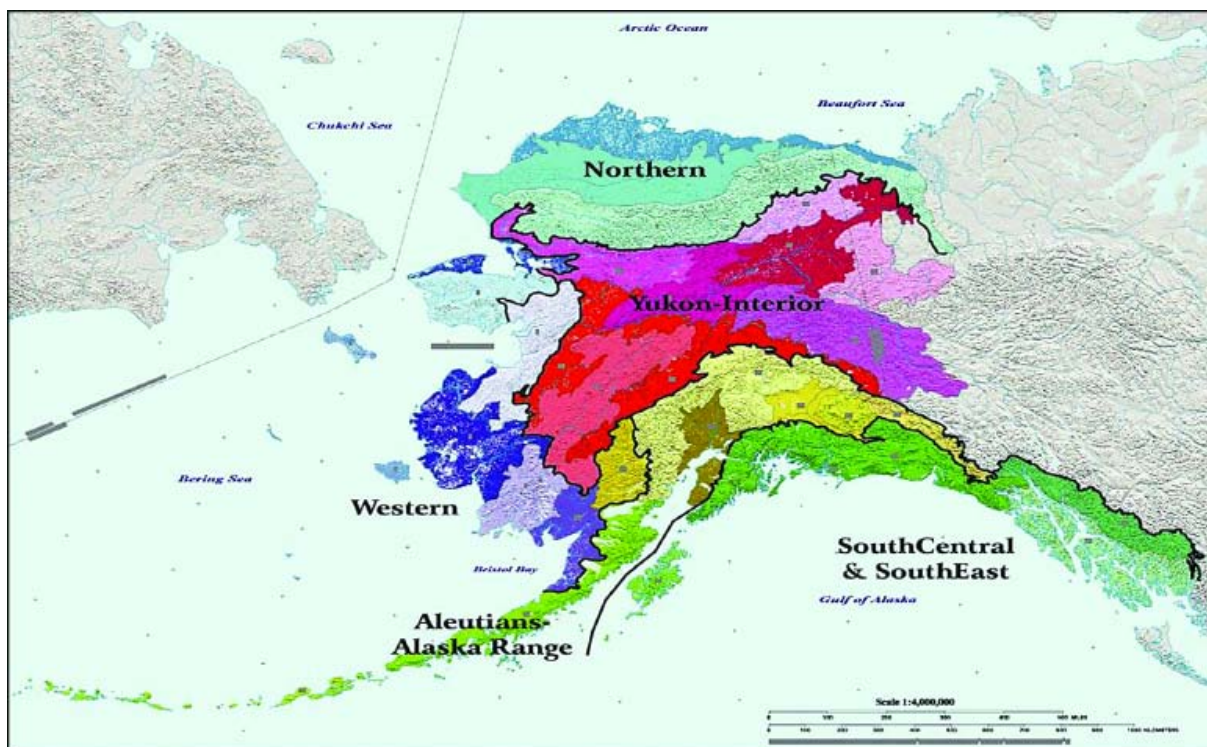 Arctic Ocean
Beaufort Sea
Chukchi Sea
Northern
Yukon-Interior
Bering Sea
Western
SouthCentral
& SouthEast
Bristol Bay
Gulf of Alaska
Aleutians-
Alaska Range
Scale 1:4,000,000